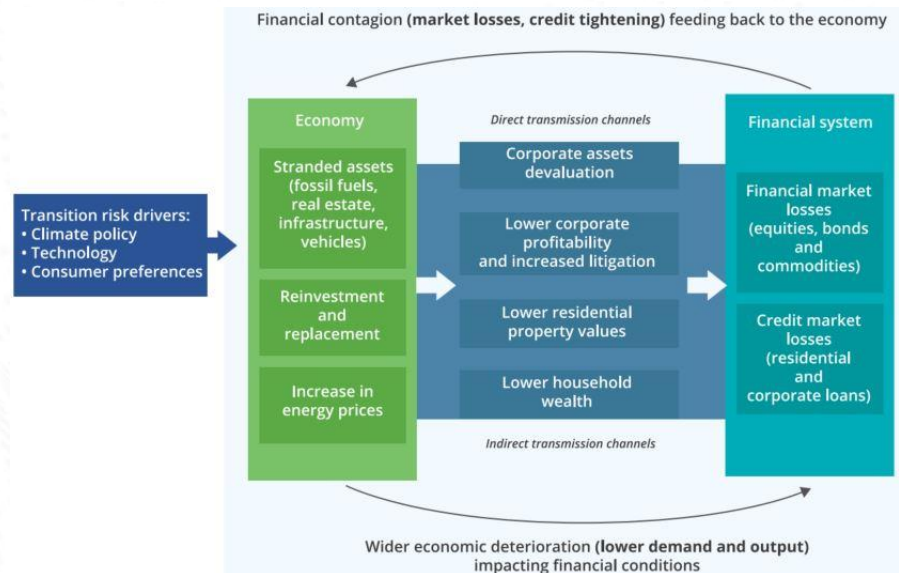 Financial contagion (market losses, credit tightening) feeding back to the economy
Transition risk drivers:
• Climate policy
• Technology
• Consumer preferences
Economy
Stranded assets
(fossil fuels,
real estate,
infrastructure,
vehicles)
Reinvestment
and
replacement
Increase in
energy prices
Direct transmission channels
Corporate assets
devaluation
Lower corporate
profitability
and increased litigation
Lower residential
property values
Lower household
wealth
Indirect transmission channels
Financial system
Financial market
losses
(equities, bonds
and
commodities)
Credit market
losses
(residential
and
corporate loans)
Wider economic deterioration (lower demand and output)
impacting financial conditions